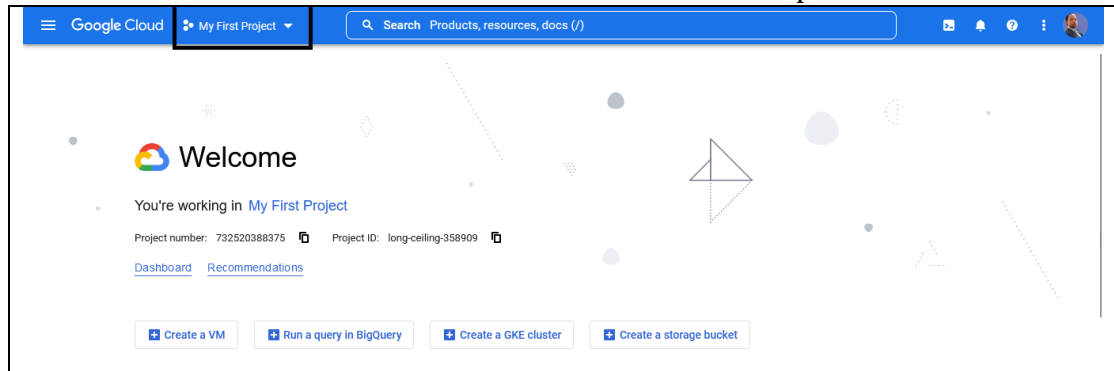 Google Cloud My First Project Search Products, resources, docs (/)
Welcome
You're working in My First Project
Project number: 732520388375 Project ID: long-ceiling-358909
Dashboard Recommendations
Create a VM Run a query in BigQuery Create a GKE cluster Create a storage bucket